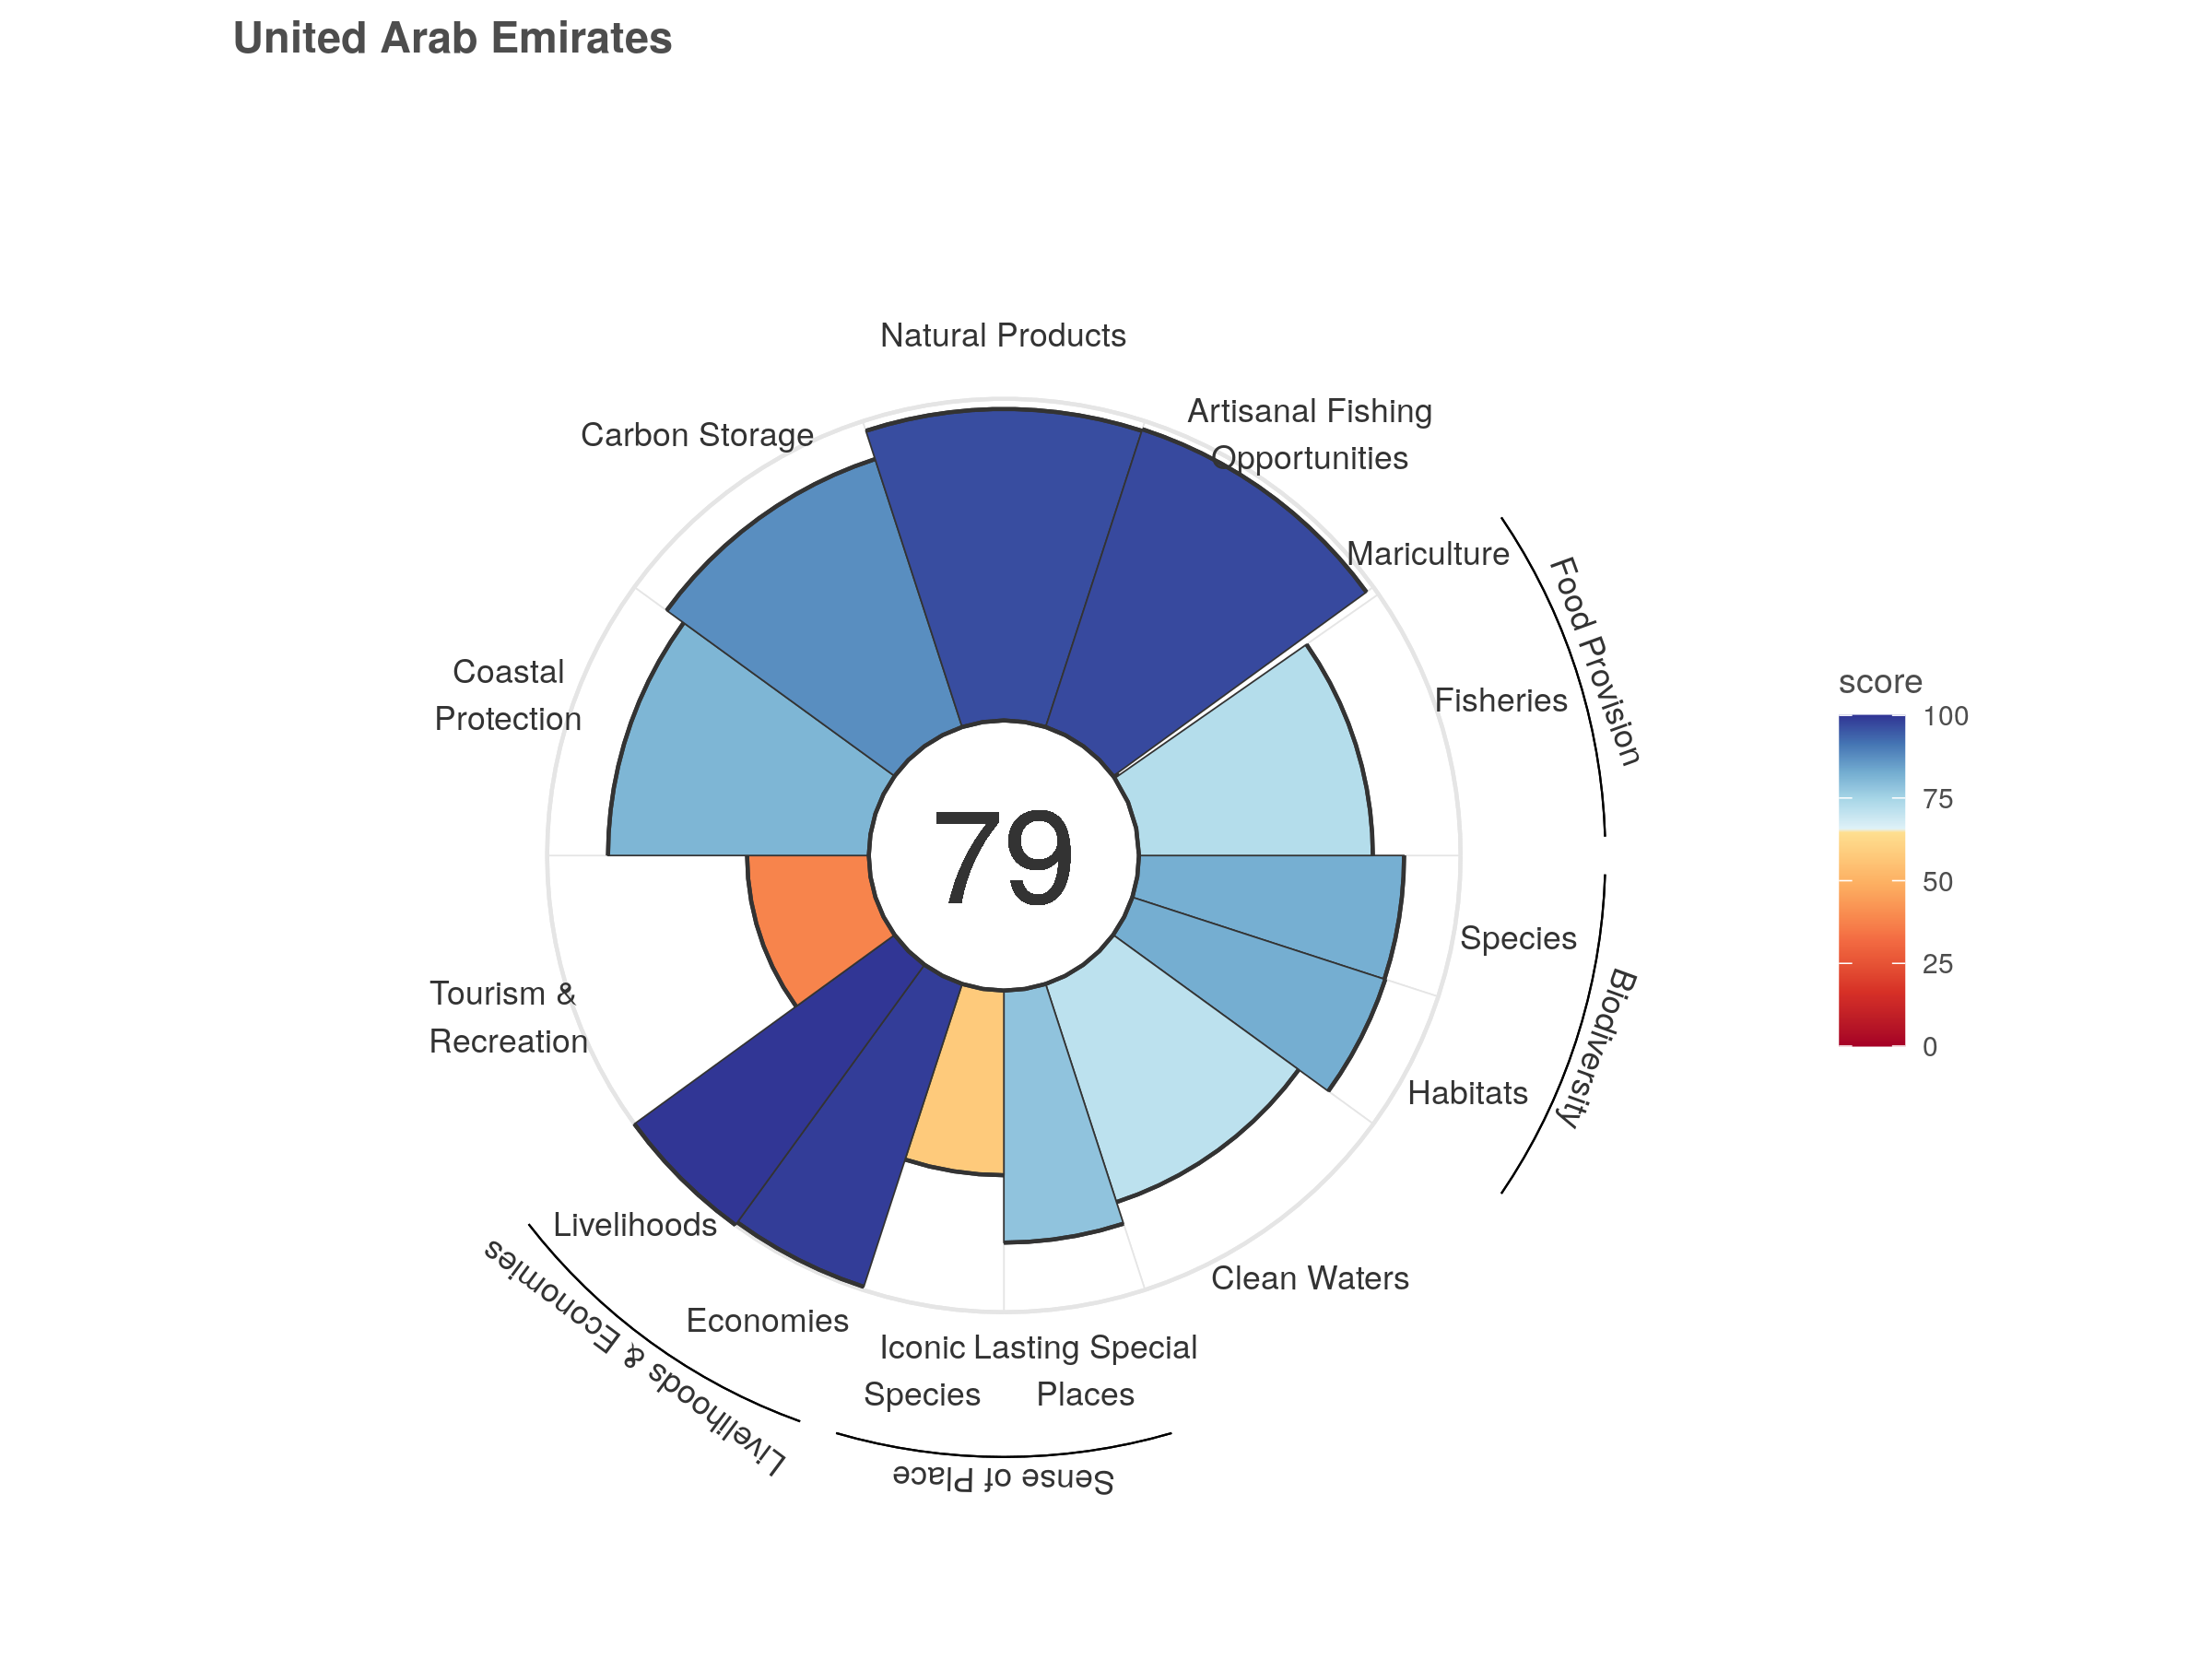 United Arab Emirates
Natural Products
Artisanal Fishing
Opportunities
Carbon Storage
Mariculture
Food Provision
Fisheries
Coastal
Protection
score
100
75
50
25
0
79
Species
Biodiversity
Tourism &
Recreation
Habitats
Livelihoods
Clean Waters
Economies
Livelihoods & Economies
Iconic
Species
Lasting Special
Places
Sense of Place